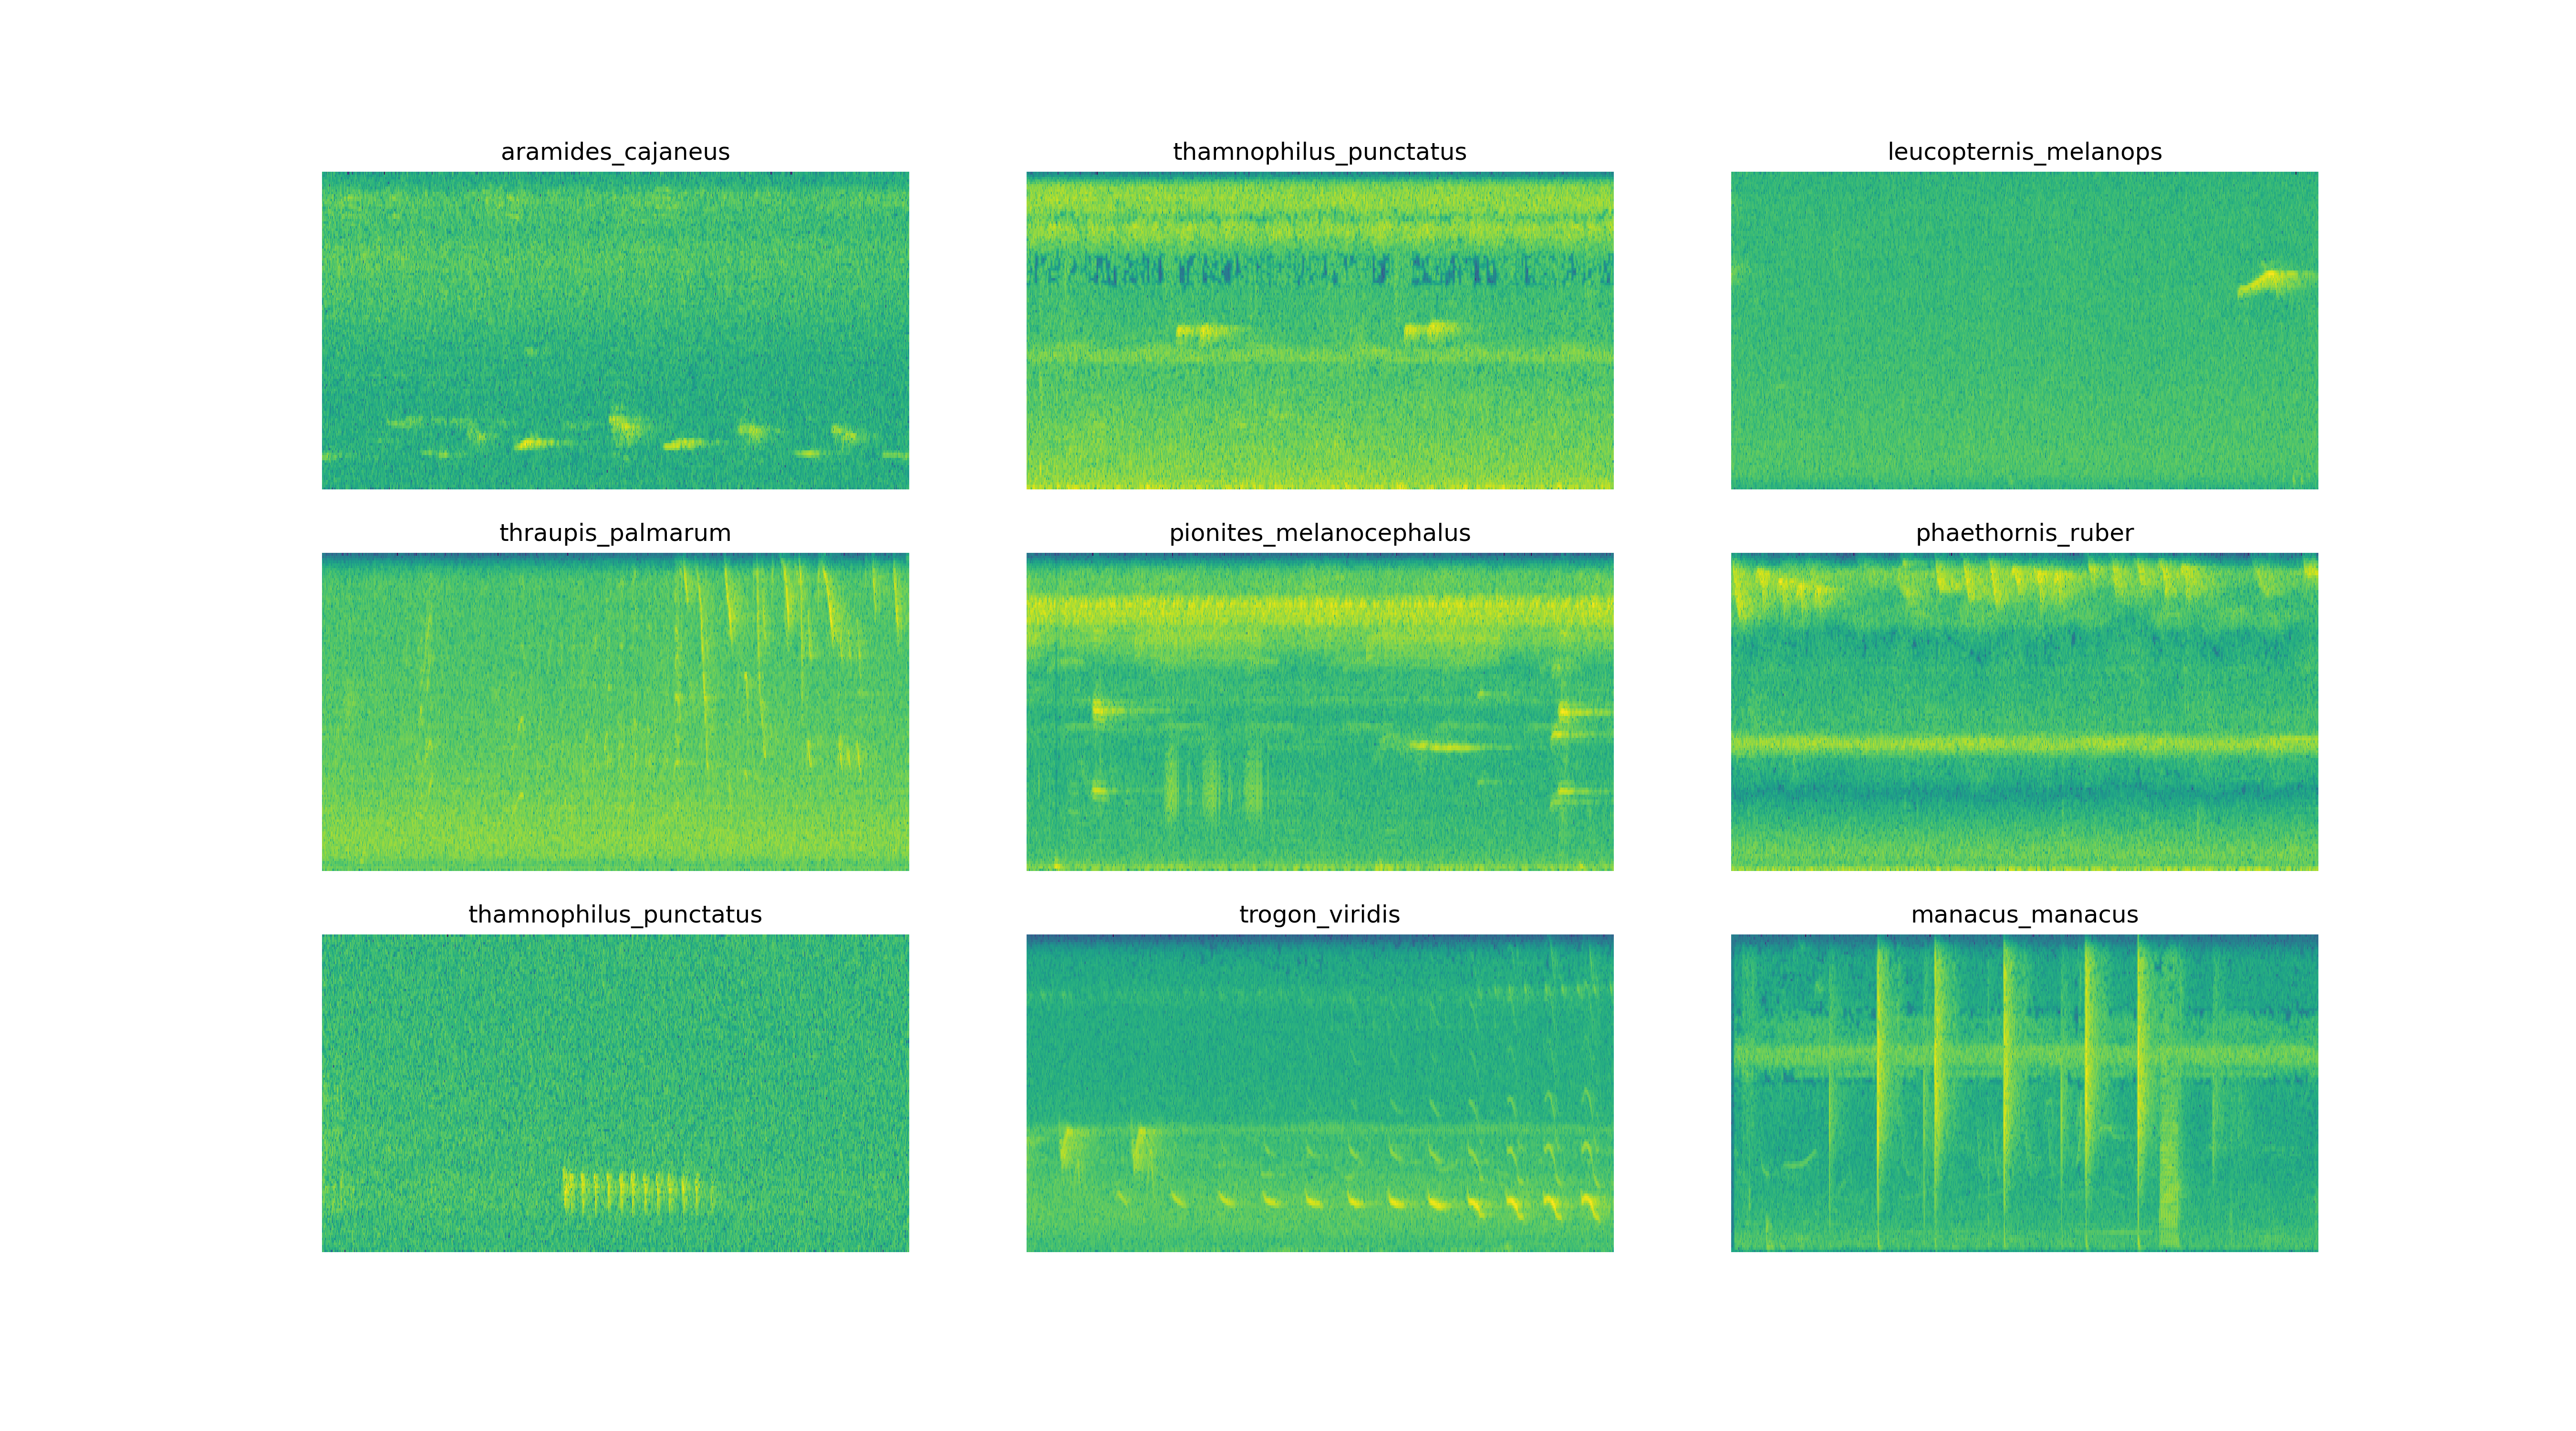 aramides_cajaneus
thamnophilus_punctatus
leucopternis_melanops
thraupis_palmarum
pionites_melanocephalus
phaethornis_ruber
thamnophilus_punctatus
trogon_viridis
manacus_manacus